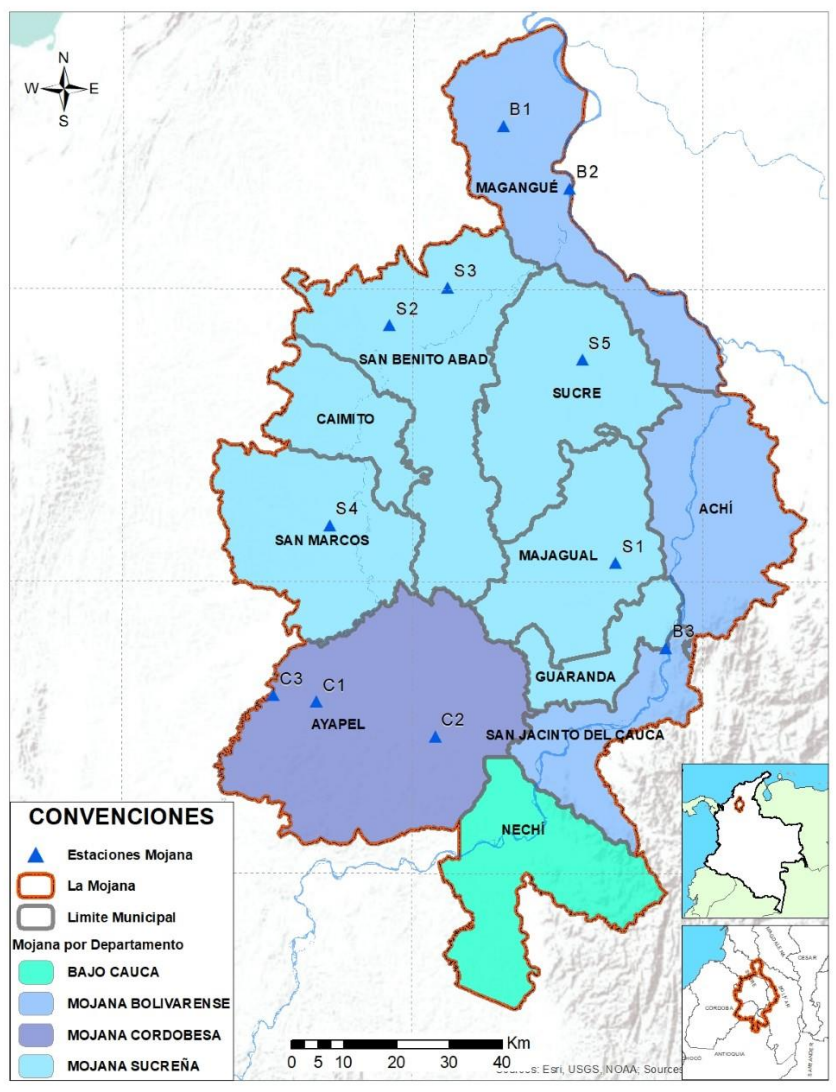 N
W E
S
B1
MAGANGUÉ
B2
S3
S2
SAN BENITO ABAD
S5
SUCRE
CAIMITO
ACHÍ
S4
SAN MARCOS
MAJAGUAL
S1
B3
GUARANDA
C3
C1
AYAPEL
C2
SAN JACINTO DEL CAUCA
NECHÍ
CONVENCIONES
Estaciones Mojana
La Mojana
Limite Municipal
Mojana por Departamento
BAJO CAUCA
MOJANA BOLIVARENSE
MOJANA CORDOBESA
MOJANA SUCREÑA
Km
0 5 10 20 30 40
Esri, USGS, NOAA; Sources
CESAR
CORDOBA
ANTIOQUIA